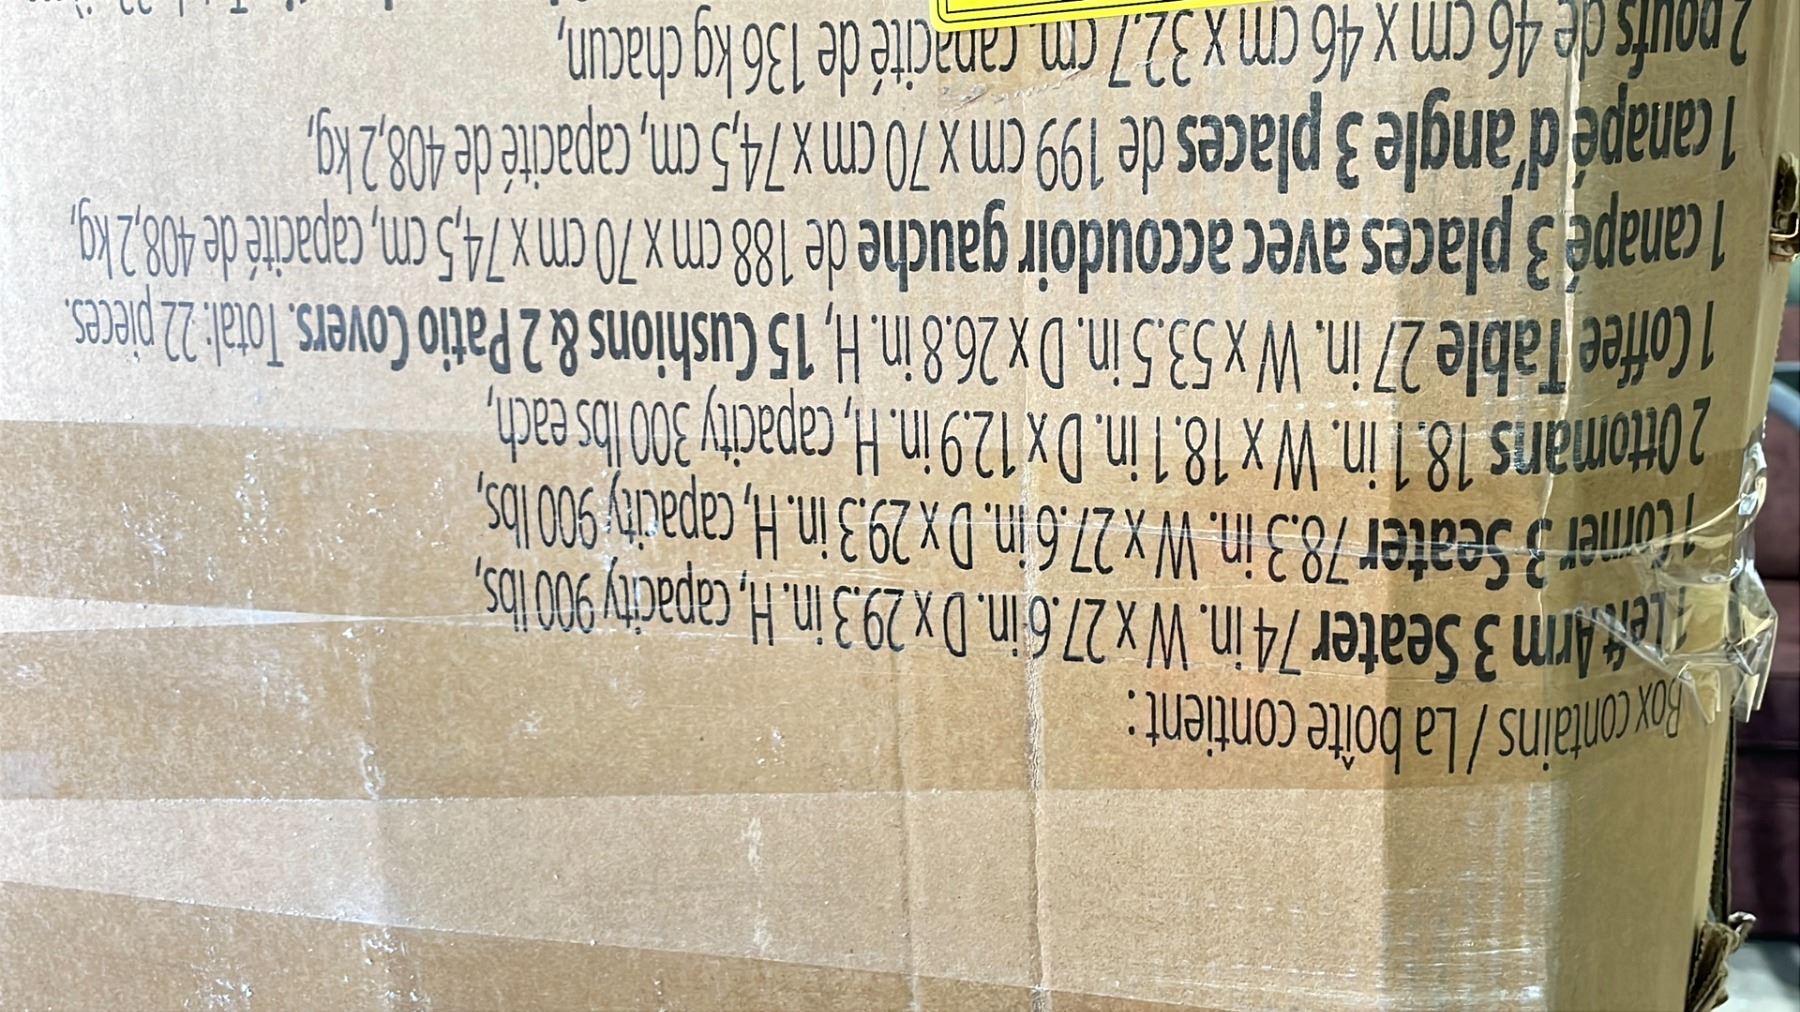 Box contains / La boîte contient :
1 Left Arm 3 Seater 74 in. W x 27.6 in. D x 29.3 in. H, capacity 900 lbs,
1 Corner 3 Seater 78.3 in. W x 27.6 in. D x 29.3 in. H, capacity 900 lbs,
2 Ottomans 18.1 in. W x 18.1 in. D x 12.9 in. H, capacity 300 lbs each,
1 Coffee Table 27 in. W x 53.5 in. D x 26.8 in. H, 15 Cushions & 2 Patio Covers. Total: 22 pieces.
1 canapé 3 places avec accoudoir gauche de 188 cm x 70 cm x 74,5 cm, capacité de 408,2 kg,
1 canapé d'angle 3 places de 199 cm x 70 cm x 74,5 cm, capacité de 408,2 kg,
2 poufs de 46 cm x 46 cm x 32,7 cm, capacité de 136 kg chacun,